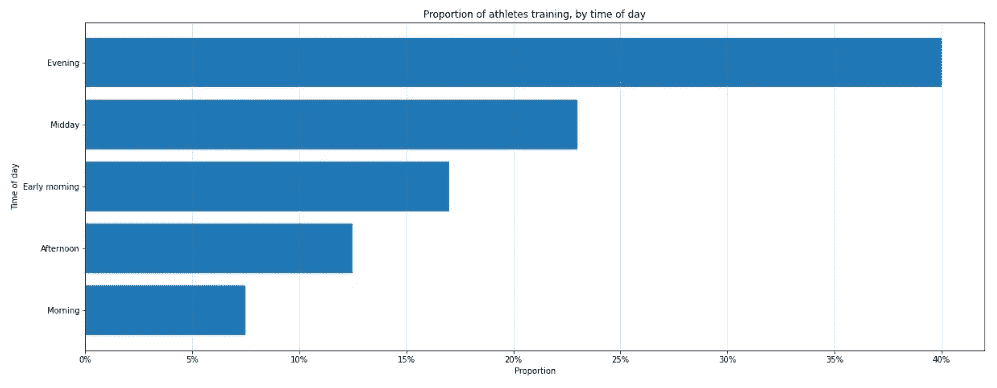 Proportion of athletes training, by time of day
Time of day
Evening
Midday
Early morning
Afternoon
Morning
0% 5% 10% 15% 20% 25% 30% 35% 40%
Proportion